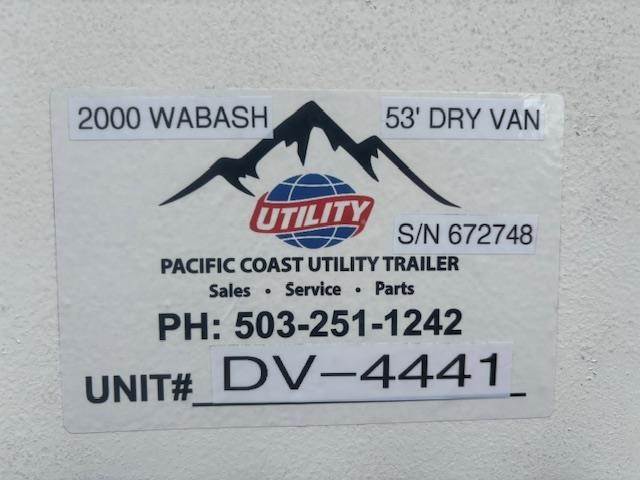 2000 WABASH
53' DRY VAN
UTILITY
S/N 672748
PACIFIC COAST UTILITY TRAILER
Sales • Service • Parts
PH: 503-251-1242
UNIT# DV-4441